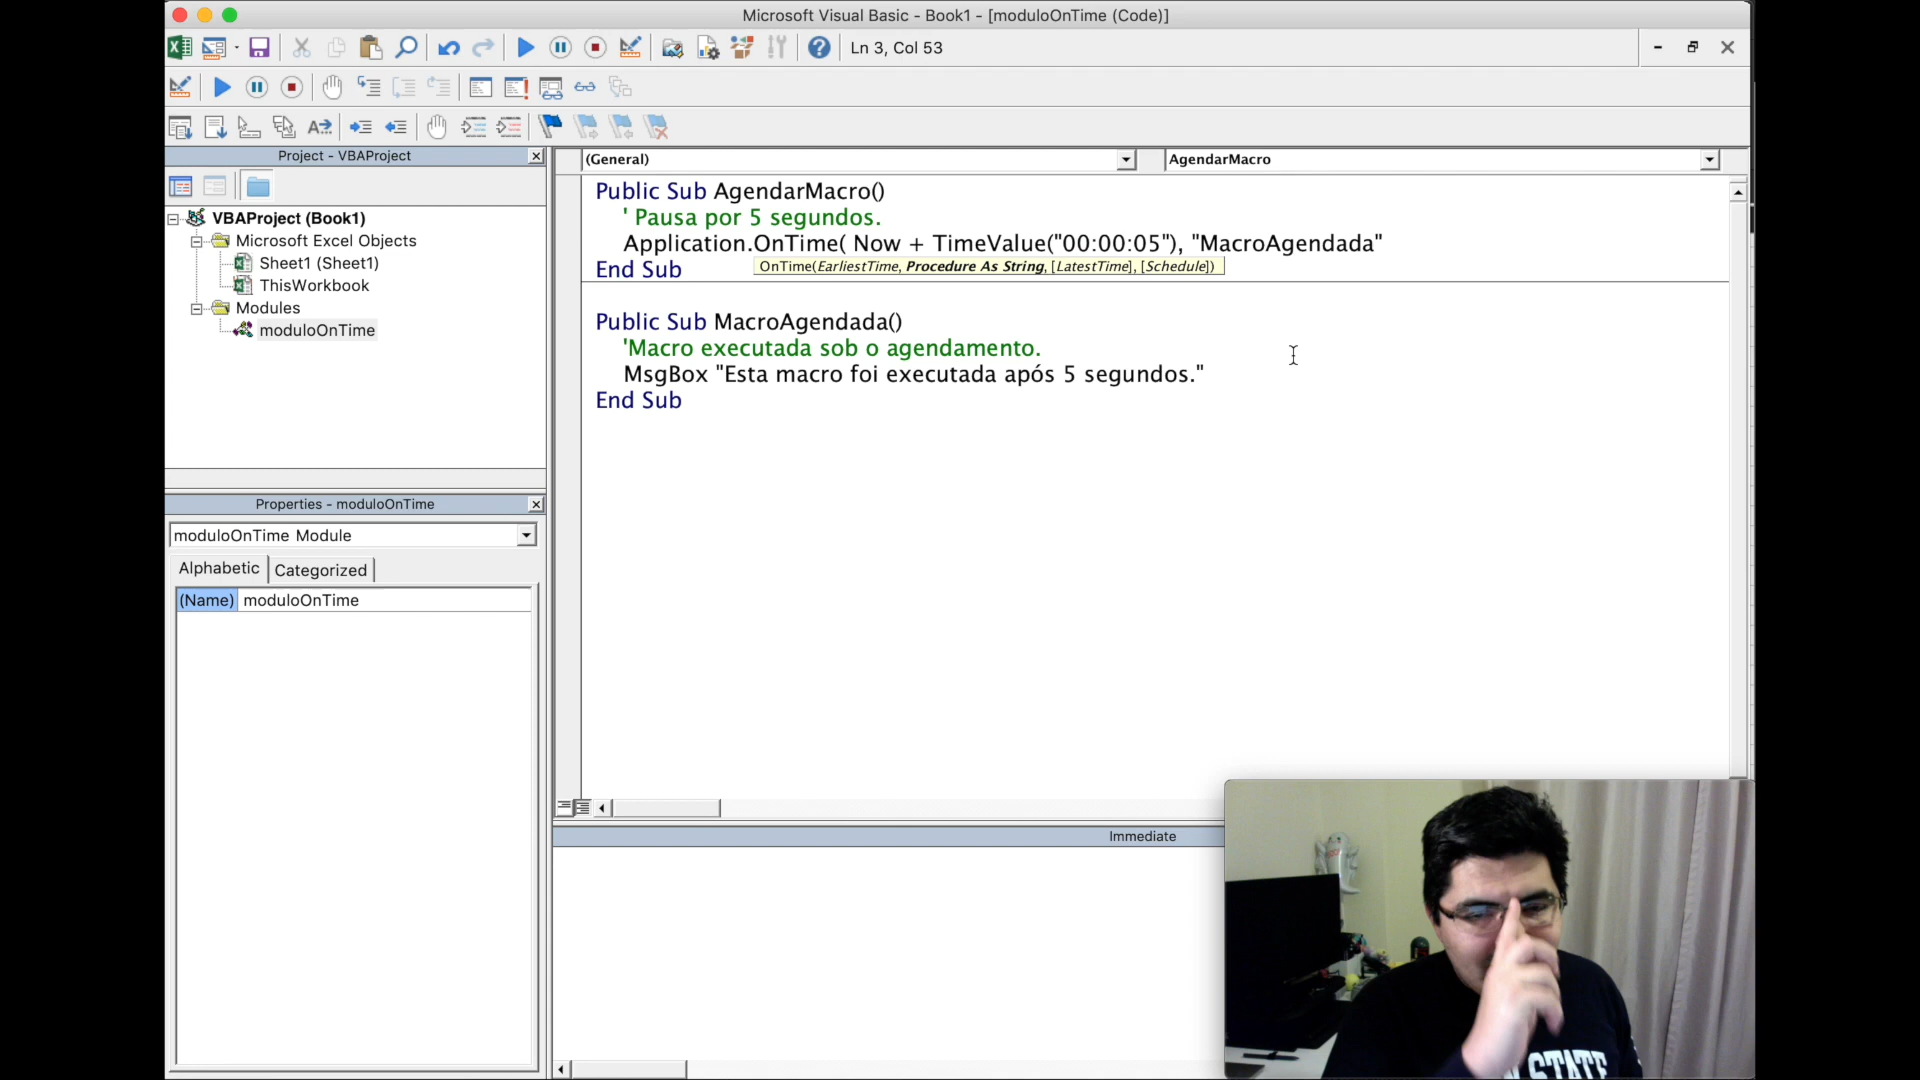 Microsoft Visual Basic - Book1 - [moduloOnTime (Code)]
Ln 3, Col 53
Project - VBAProject
VBAProject (Book1)
Microsoft Excel Objects
Sheet1 (Sheet1)
ThisWorkbook
Modules
moduloOnTime
Properties - moduloOnTime
moduloOnTime Module
Alphabetic
Categorized
(Name) moduloOnTime
(General)
AgendarMacro
Public Sub AgendarMacro()
' Pausa por 5 segundos.
Application.OnTime( Now + TimeValue("00:00:05"), "MacroAgendada"
End Sub
OnTime(EarliestTime, Procedure As String, [LatestTime], [Schedule])
Public Sub MacroAgendada()
'Macro executada sob o agendamento.
MsgBox "Esta macro foi executada após 5 segundos."
End Sub
Immediate
STATE